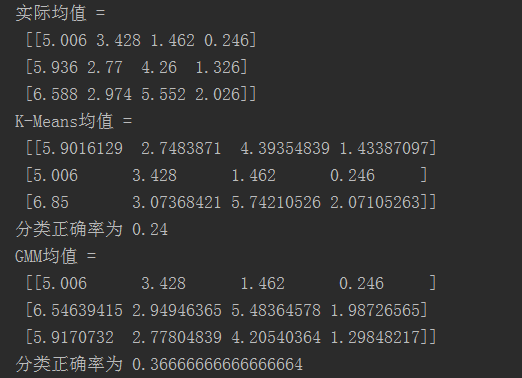 实际均值 =
[[5.006 3.428 1.462 0.246]
[5.936 2.77  4.26  1.326]
[6.588 2.974 5.552 2.026]]
K-Means均值 =
[[5.9016129  2.7483871  4.39354839 1.43387097]
[5.006      3.428      1.462      0.246     ]
[6.85       3.07368421 5.74210526 2.07105263]]
分类正确率为 0.24
GMM均值 =
[[5.006      3.428      1.462      0.246     ]
[6.54639415 2.94946365 5.48364578 1.98726565]
[5.9170732  2.77804839 4.20540364 1.29848217]]
分类正确率为 0.36666666666666664